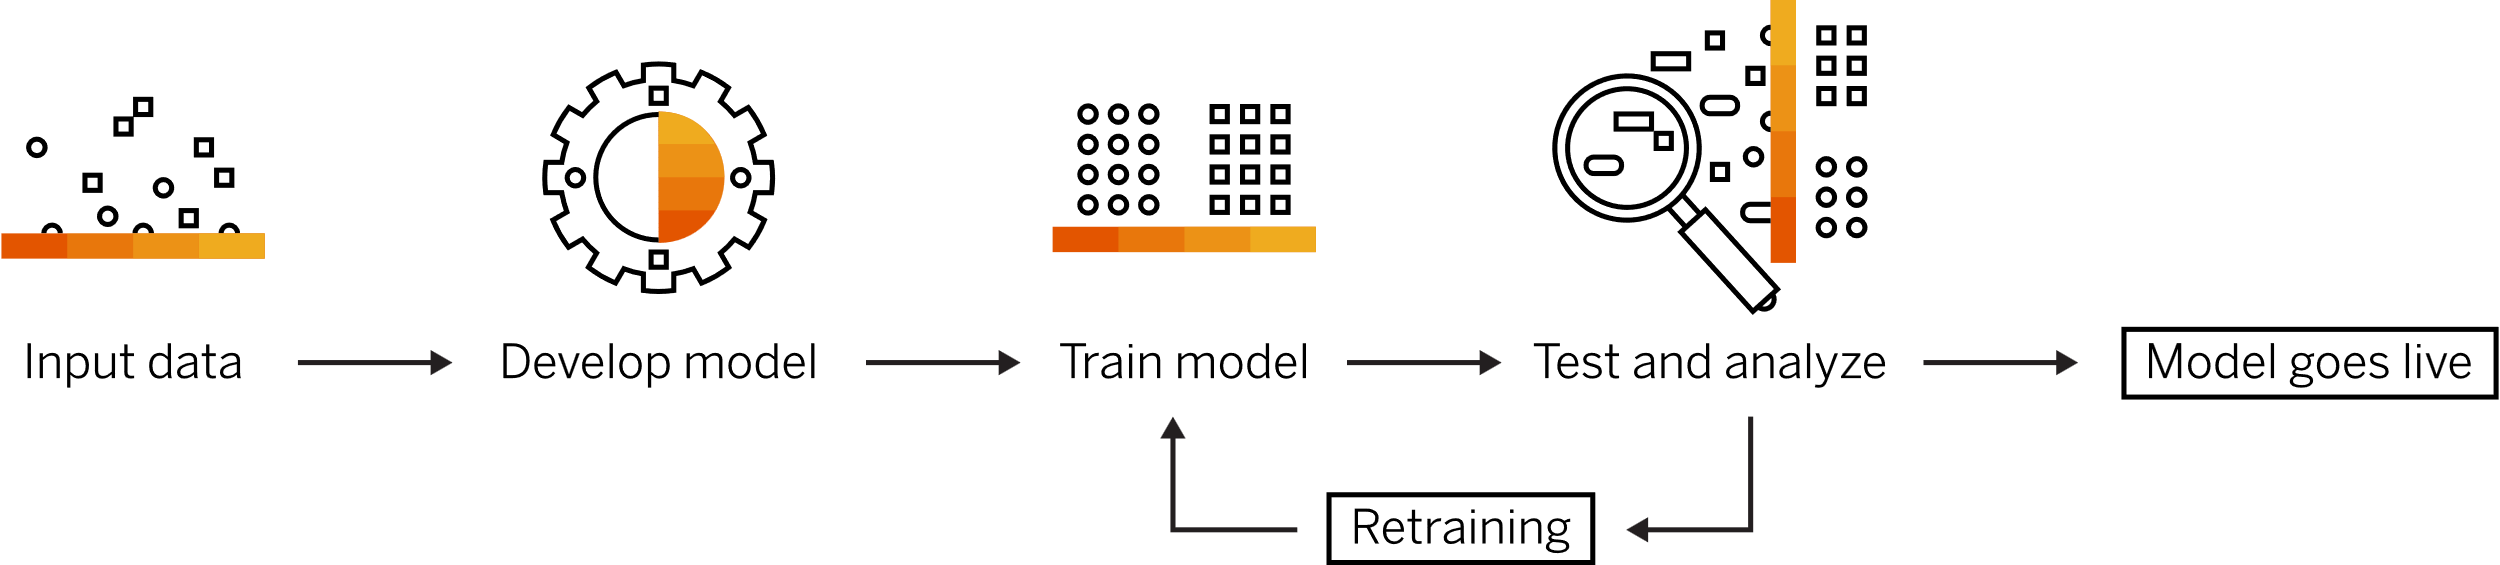 Input data
Develop model
Train model
Test and analyze
Model goes live
Retraining